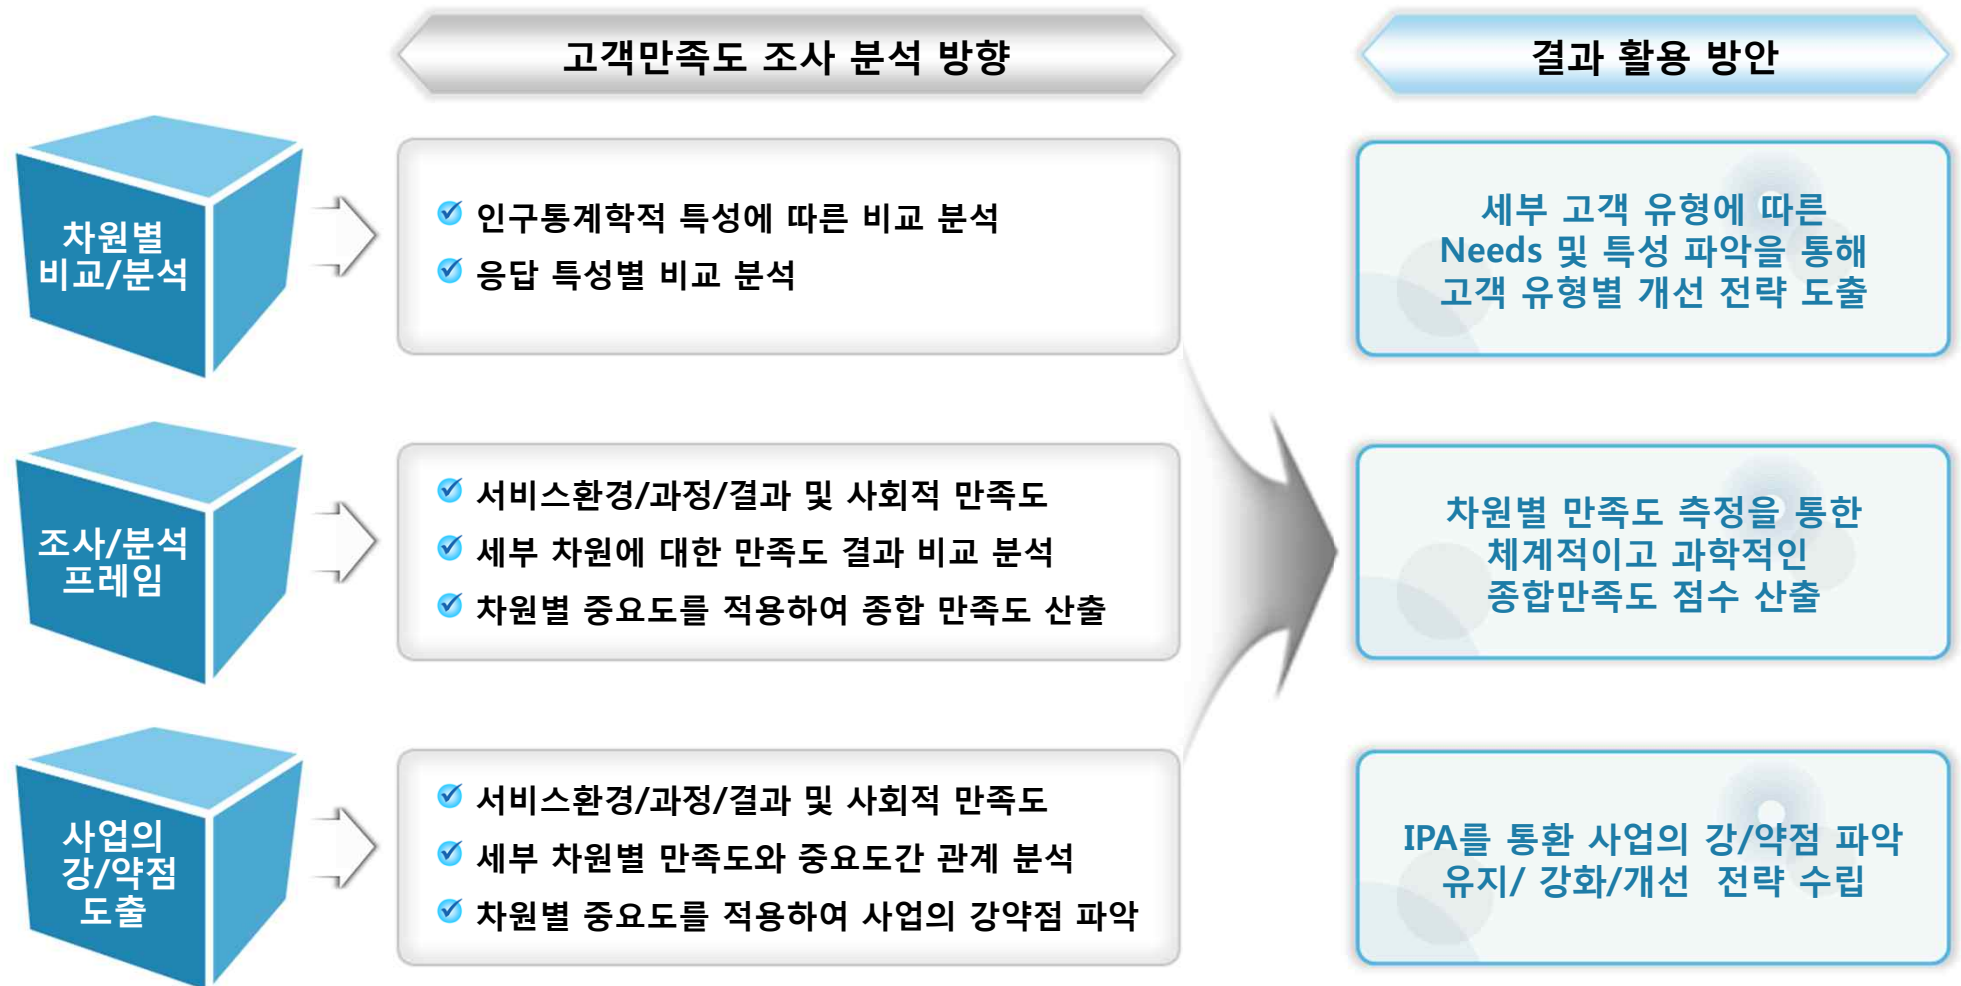 고객만족도 조사 분석 방향
결과 활용 방안
차원별
비교/분석
인구통계학적 특성에 따른 비교 분석
응답 특성별 비교 분석
세부 고객 유형에 따른
Needs 및 특성 파악을 통해
고객 유형별 개선 전략 도출
조사/분석
프레임
서비스환경/과정/결과 및 사회적 만족도
세부 차원에 대한 만족도 결과 비교 분석
차원별 중요도를 적용하여 종합 만족도 산출
차원별 만족도 측정을 통한
체계적이고 과학적인
종합만족도 점수 산출
사업의
강/약점
도출
서비스환경/과정/결과 및 사회적 만족도
세부 차원별 만족도와 중요도간 관계 분석
차원별 중요도를 적용하여 사업의 강약점 파악
IPA를 통환 사업의 강/약점 파악
유지/ 강화/개선 전략 수립